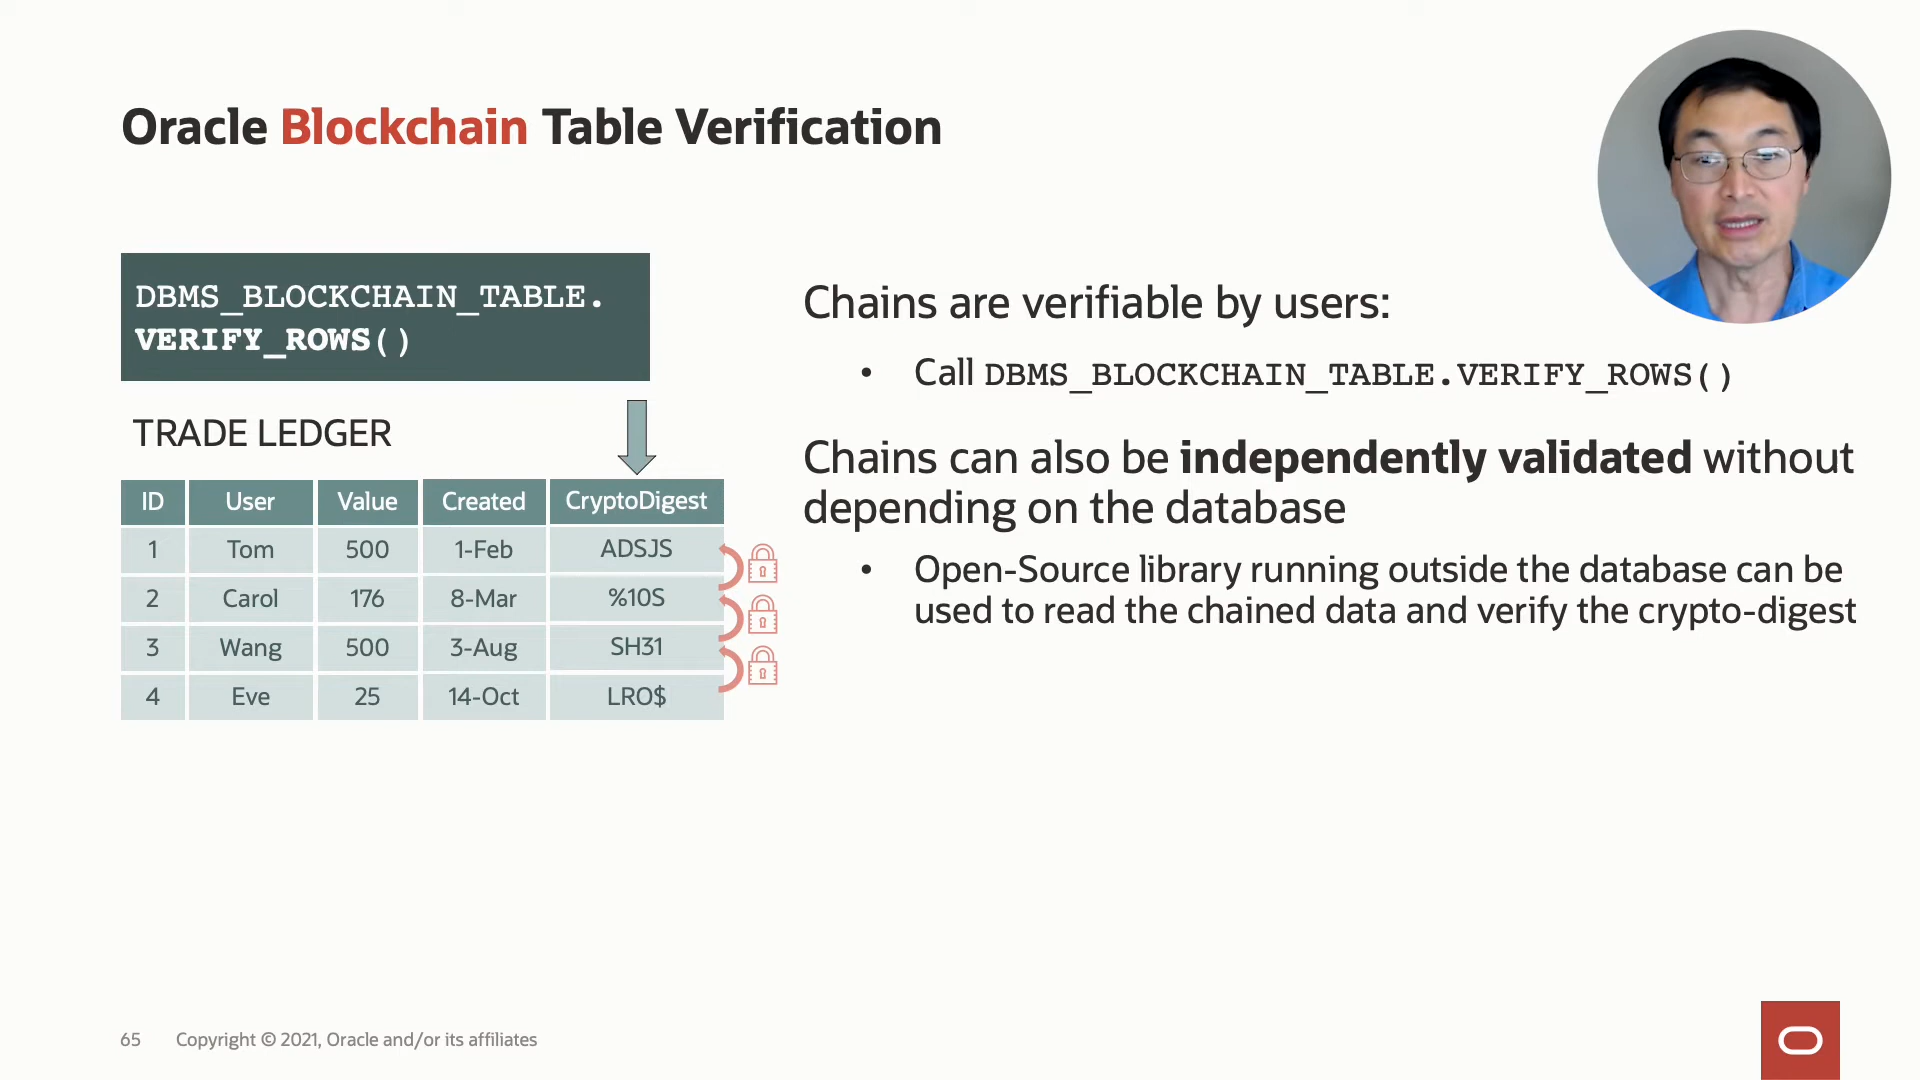 Oracle Blockchain Table Verification
DBMS_BLOCKCHAIN_TABLE.
VERIFY_ROWS()
TRADE LEDGER
ID User Value Created CryptoDigest
1 Tom 500 1-Feb ADSJS
2 Carol 176 8-Mar %10S
3 Wang 500 3-Aug SH31
4 Eve 25 14-Oct LRO$
Chains are verifiable by users:
• Call DBMS_BLOCKCHAIN_TABLE.VERIFY_ROWS()
Chains can also be independently validated without
depending on the database
• Open-Source library running outside the database can be
used to read the chained data and verify the crypto-digest
65 Copyright © 2021, Oracle and/or its affiliates